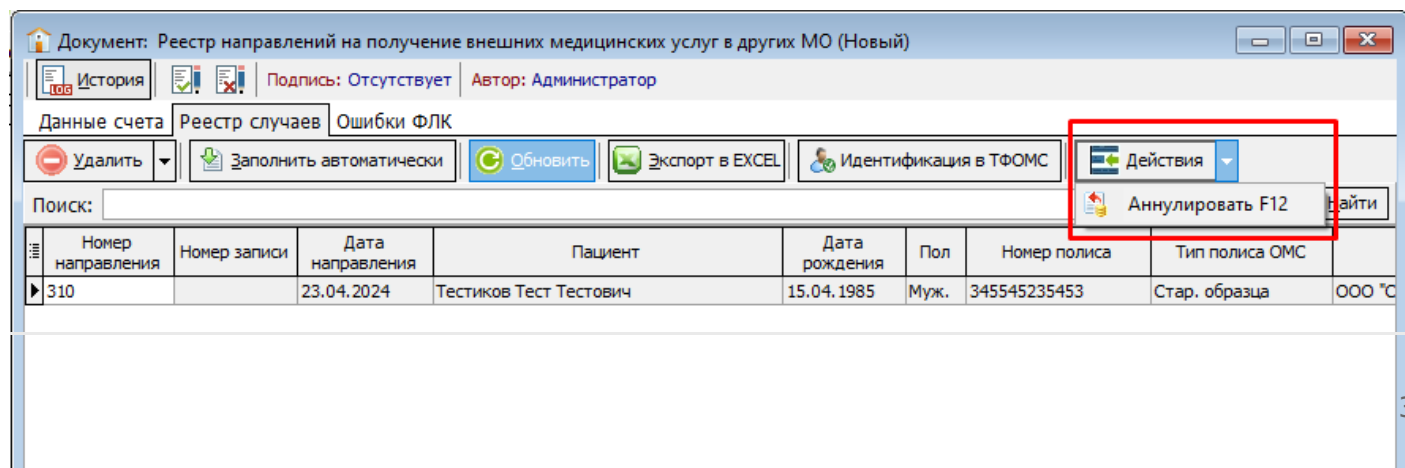 Документ: Реестр направлений на получение внешних медицинских услуг в других МО (Новый)
LOG История Подпись: Отсутствует Автор: Администратор
Данные счета Реестр случаев Ошибки ФЛК
Удалить Заполнить автоматически Обновить Экспорт в EXCEL Идентификация в ТФОМС Действия
Поиск: Аннулировать F12 Найти
Номер направления Номер записи Дата направления Пациент Дата рождения Пол Номер полиса Тип полиса ОМС
310 23.04.2024 Тестиков Тест Тестович 15.04.1985 Муж. 345545235453 Стар. образца ООО "С